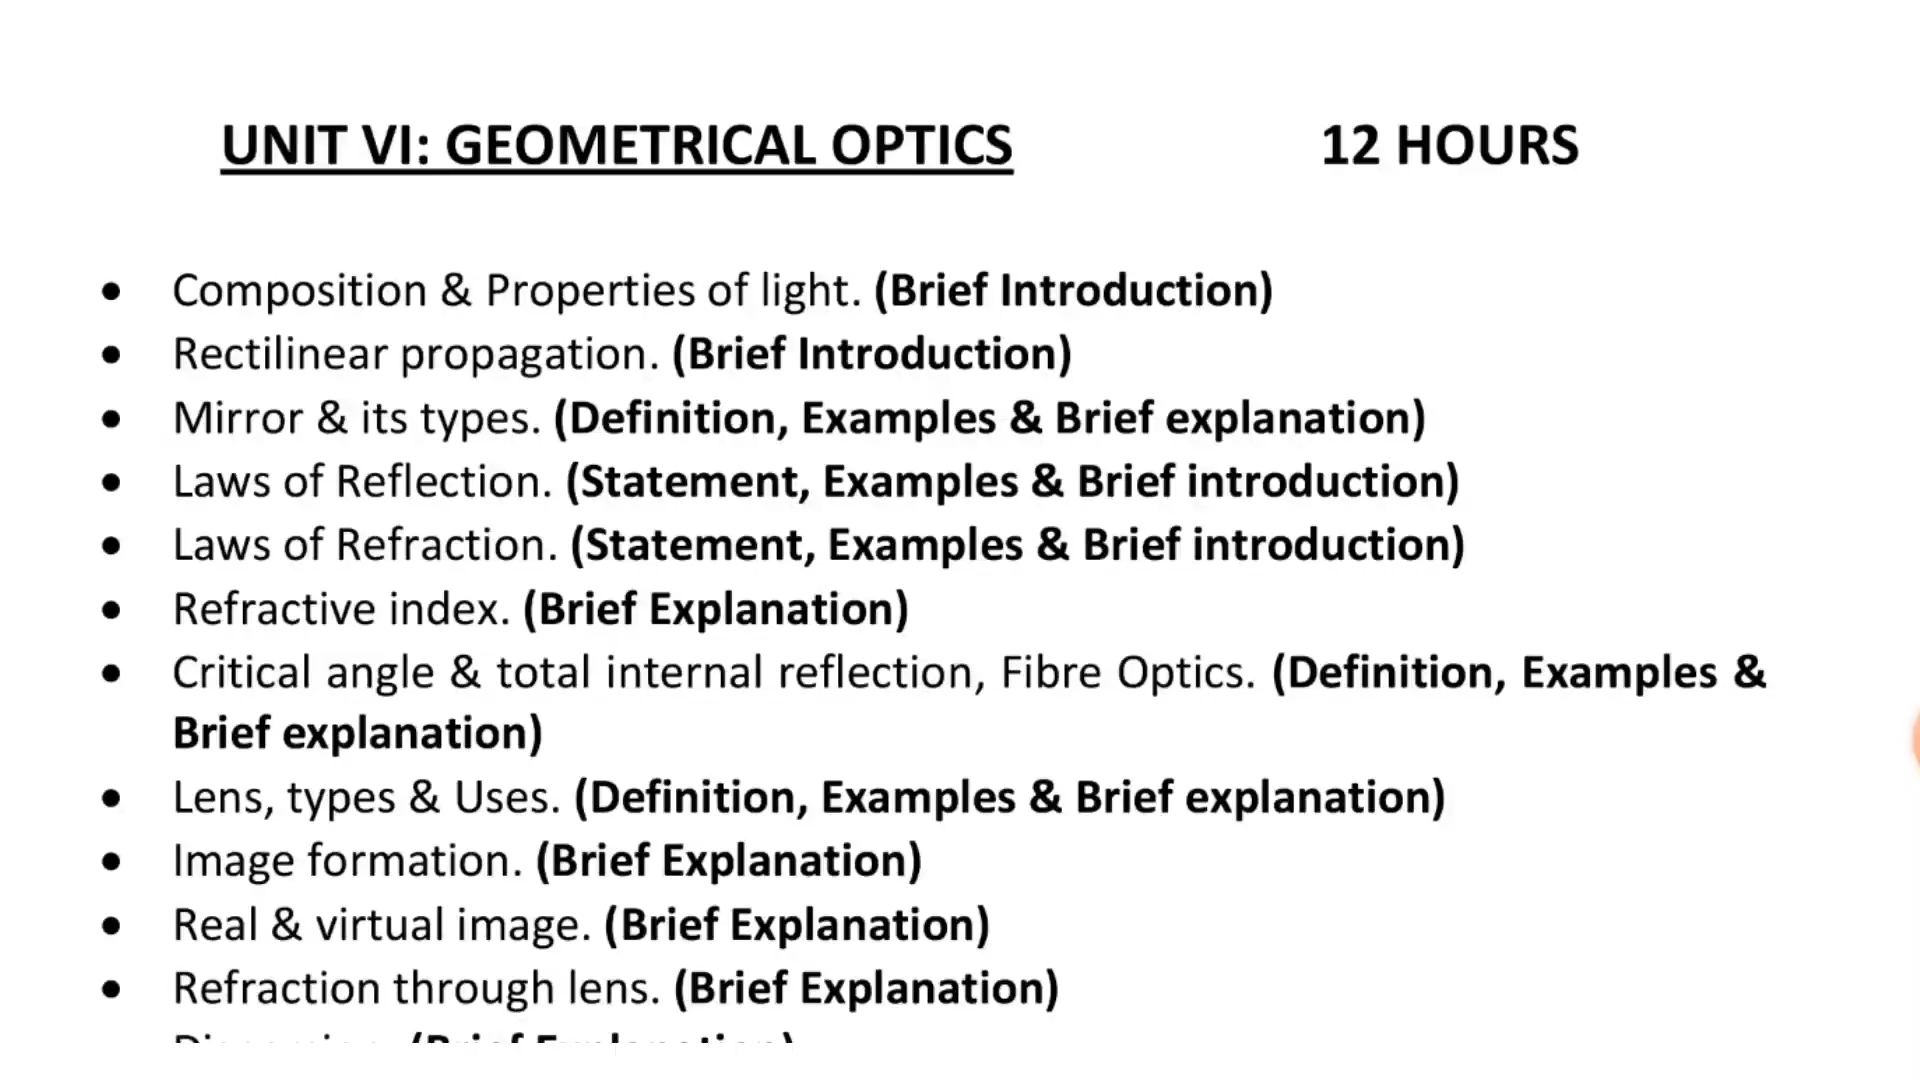 UNIT VI: GEOMETRICAL OPTICS 12 HOURS
• Composition & Properties of light. (Brief Introduction)
• Rectilinear propagation. (Brief Introduction)
• Mirror & its types. (Definition, Examples & Brief explanation)
• Laws of Reflection. (Statement, Examples & Brief introduction)
• Laws of Refraction. (Statement, Examples & Brief introduction)
• Refractive index. (Brief Explanation)
• Critical angle & total internal reflection, Fibre Optics. (Definition, Examples &
Brief explanation)
• Lens, types & Uses. (Definition, Examples & Brief explanation)
• Image formation. (Brief Explanation)
• Real & virtual image. (Brief Explanation)
• Refraction through lens. (Brief Explanation)
(Brief Explanation)